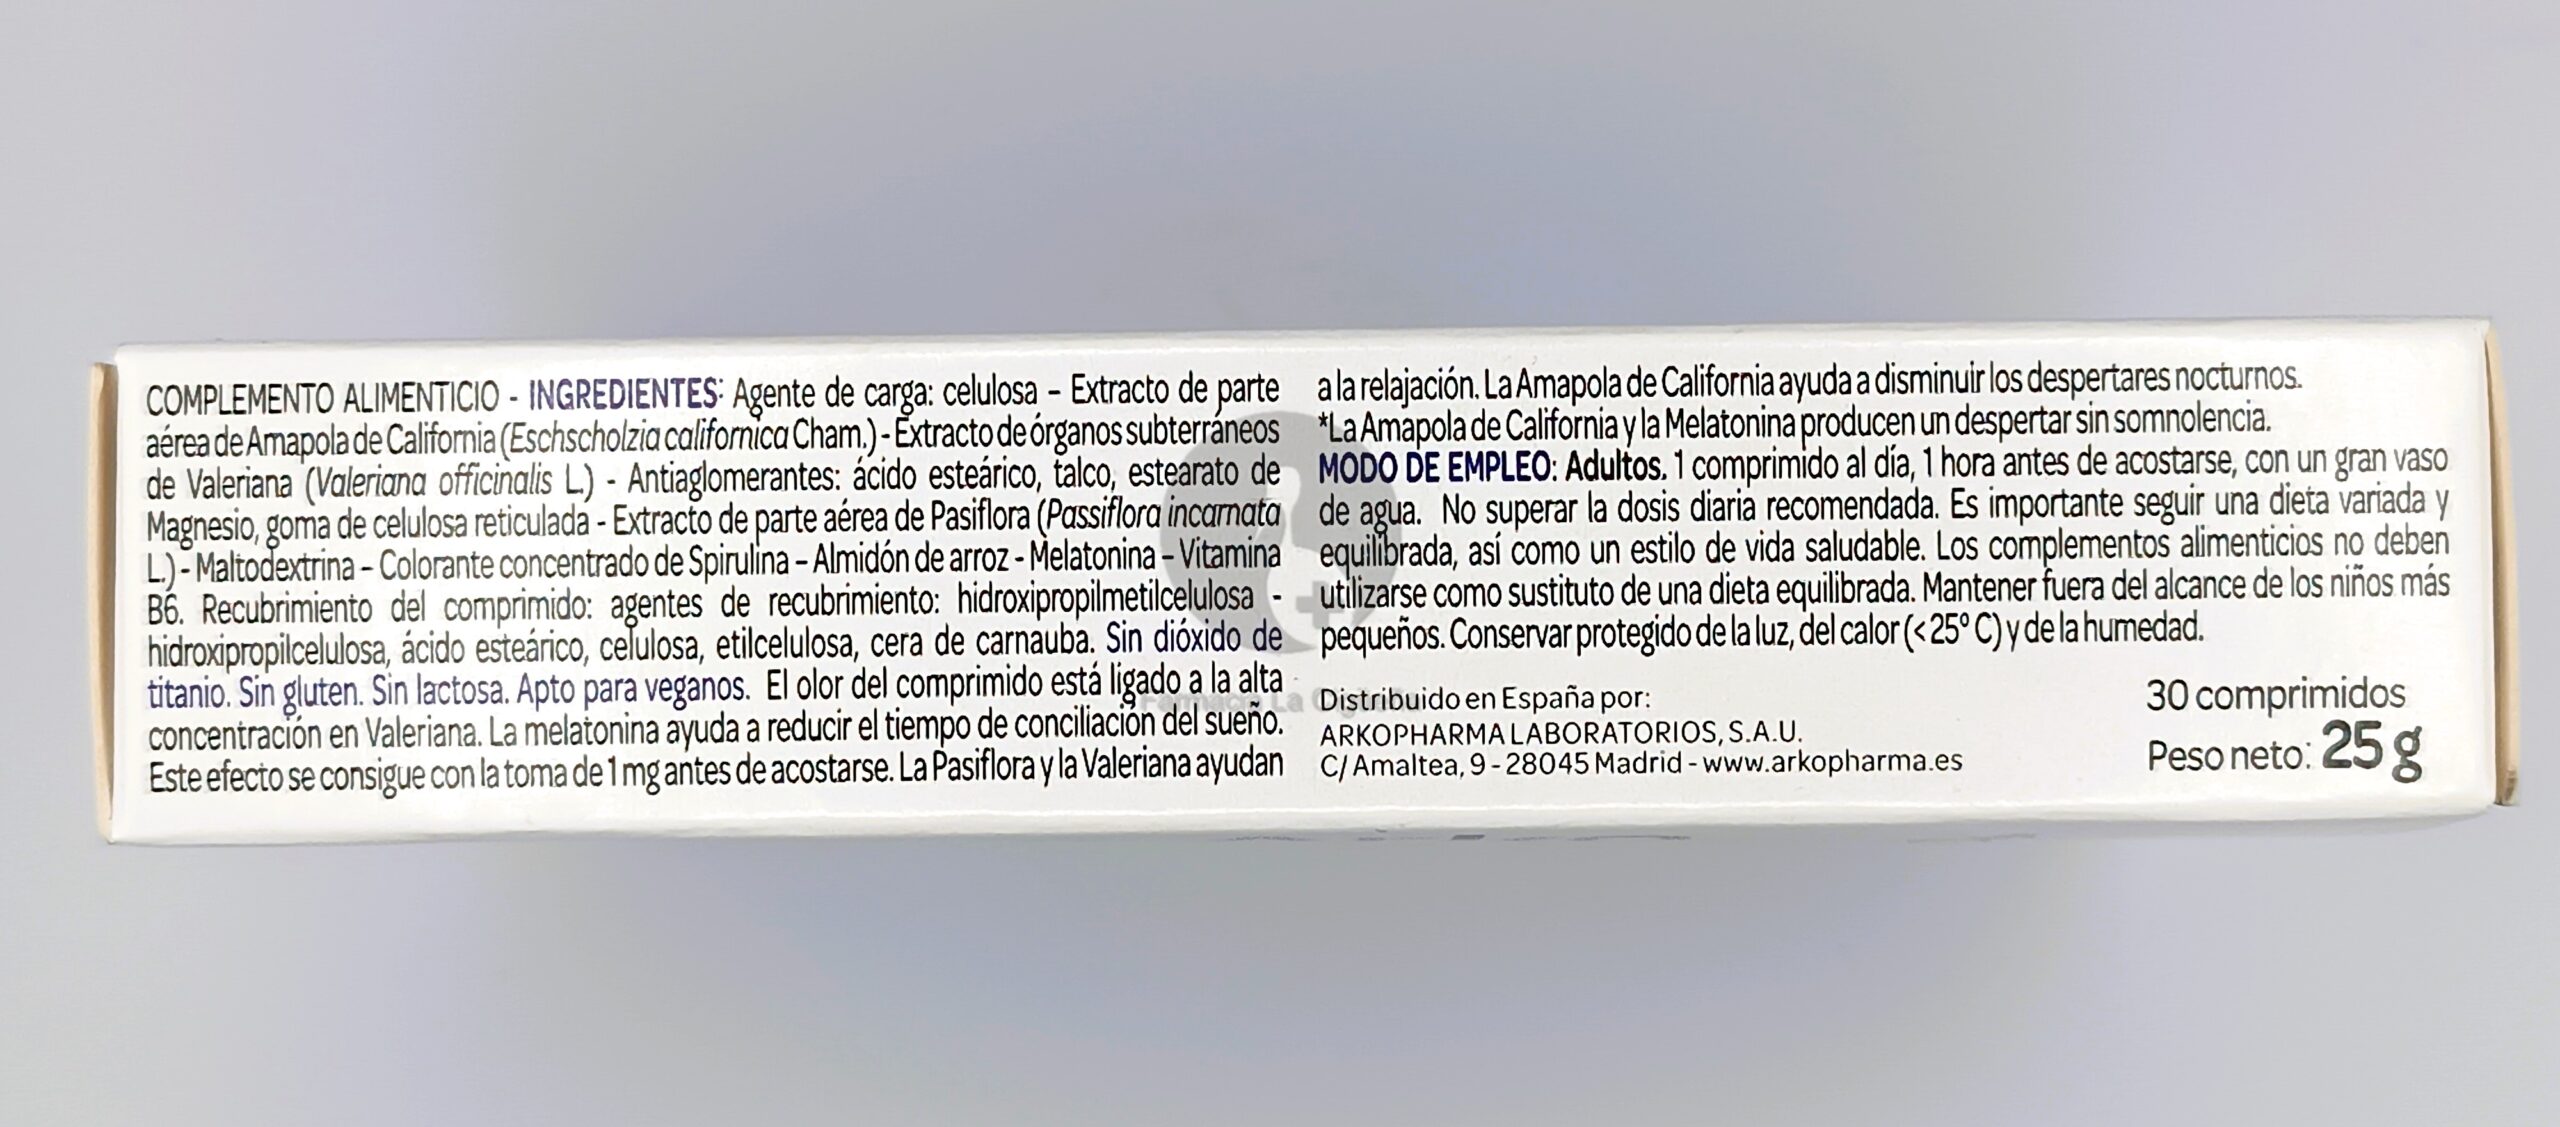 COMPLEMENTO ALIMENTICIO - INGREDIENTES: Agente de carga: celulosa – Extracto de parte
aérea de Amapola de California (Eschscholzia californica Cham.) - Extracto de órganos subterráneos
de Valeriana (Valeriana officinalis L.) - Antiaglomerantes: ácido esteárico, talco, estearato de
Magnesio, goma de celulosa reticulada - Extracto de parte aérea de Pasiflora (Passiflora incarnata
L.) - Maltodextrina – Colorante concentrado de Spirulina – Almidón de arroz - Melatonina – Vitamina
B6. Recubrimiento del comprimido: agentes de recubrimiento: hidroxipropilmetilcelulosa -
hidroxipropilcelulosa, ácido esteárico, celulosa, etilcelulosa, cera de carnauba. Sin dióxido de
titanio. Sin gluten. Sin lactosa. Apto para veganos. El olor del comprimido está ligado a la alta
concentración en Valeriana. La melatonina ayuda a reducir el tiempo de conciliación del sueño.
Este efecto se consigue con la toma de 1 mg antes de acostarse. La Pasiflora y la Valeriana ayudan
a la relajación. La Amapola de California ayuda a disminuir los despertares nocturnos.
*La Amapola de California y la Melatonina producen un despertar sin somnolencia.
MODO DE EMPLEO: Adultos. 1 comprimido al día, 1 hora antes de acostarse, con un gran vaso
de agua. No superar la dosis diaria recomendada. Es importante seguir una dieta variada y
equilibrada, así como un estilo de vida saludable. Los complementos alimenticios no deben
utilizarse como sustituto de una dieta equilibrada. Mantener fuera del alcance de los niños más
pequeños. Conservar protegido de la luz, del calor (< 25° C) y de la humedad.
Distribuido en España por:
ARKOPHARMA LABORATORIOS, S.A.U.
C/ Amaltea, 9 - 28045 Madrid - www.arkopharma.es
30 comprimidos
Peso neto: 25 g
Farmacia La